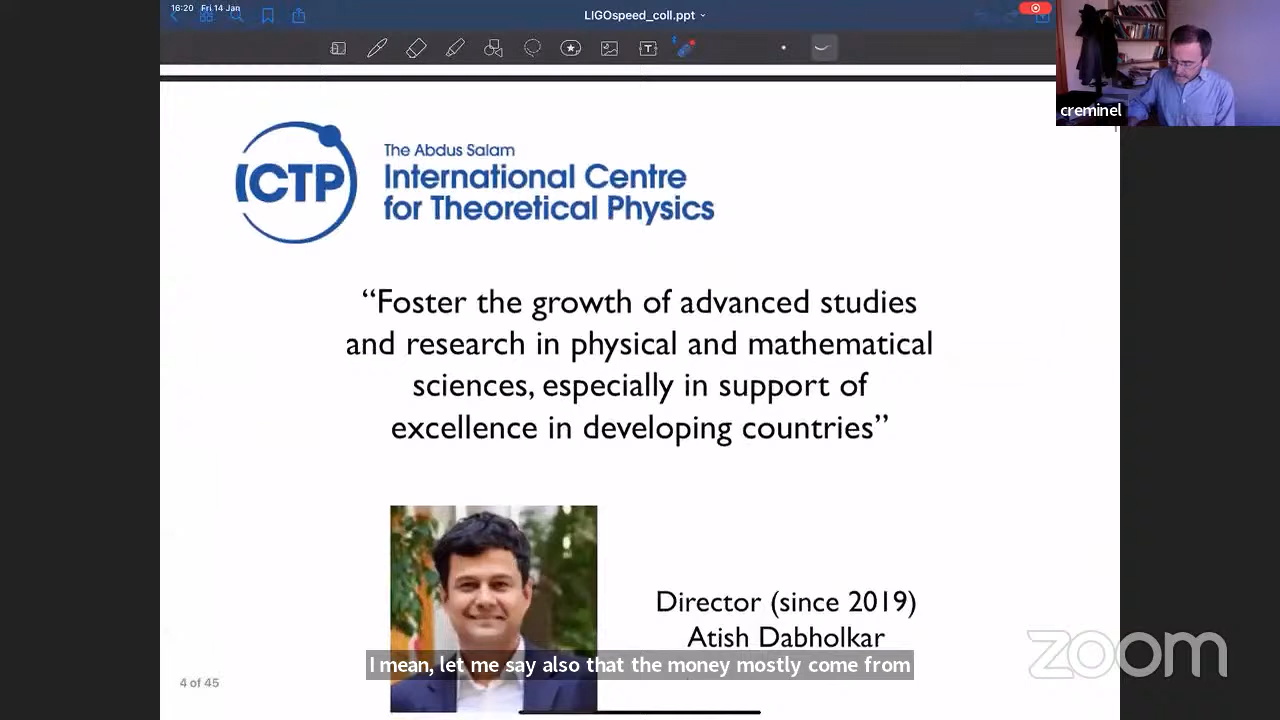 16:20 Fri 14 Jan
LIGOspeed_coll.ppt
T
creminel
ICTP
The Abdus Salam
International Centre
for Theoretical Physics
“Foster the growth of advanced studies
and research in physical and mathematical
sciences, especially in support of
excellence in developing countries”
Director (since 2019)
Atish Dabholkar
I mean, let me say also that the money mostly come from
zoom
4 of 45